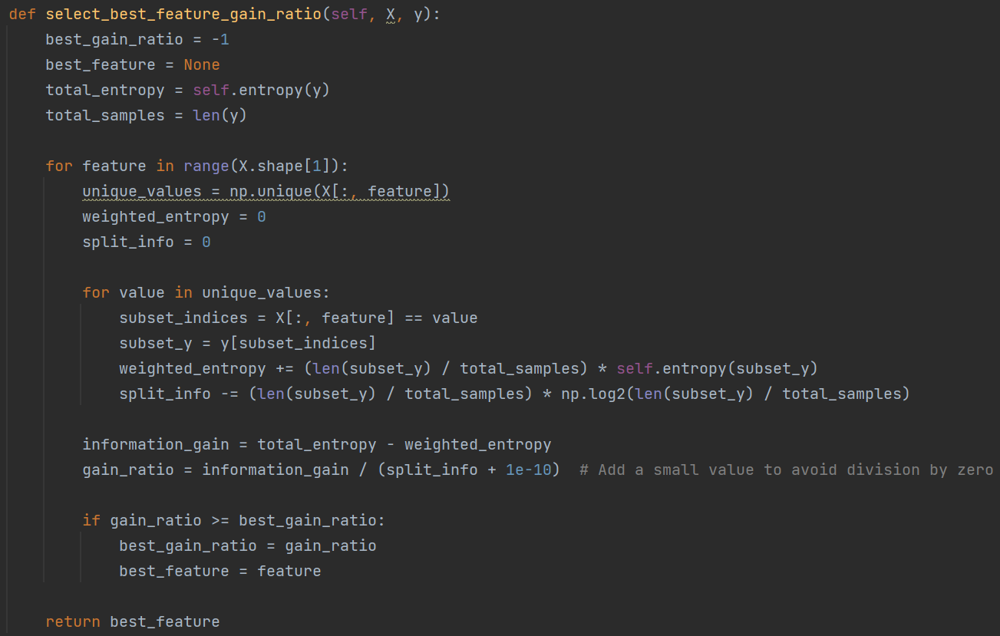 def select_best_feature_gain_ratio(self, X, y):
    best_gain_ratio = -1
    best_feature = None
    total_entropy = self.entropy(y)
    total_samples = len(y)

    for feature in range(X.shape[1]):
        unique_values = np.unique(X[:, feature])
        weighted_entropy = 0
        split_info = 0

        for value in unique_values:
            subset_indices = X[:, feature] == value
            subset_y = y[subset_indices]
            weighted_entropy += (len(subset_y) / total_samples) * self.entropy(subset_y)
            split_info -= (len(subset_y) / total_samples) * np.log2(len(subset_y) / total_samples)

        information_gain = total_entropy - weighted_entropy
        gain_ratio = information_gain / (split_info + 1e-10)  # Add a small value to avoid division by zero

        if gain_ratio >= best_gain_ratio:
            best_gain_ratio = gain_ratio
            best_feature = feature

    return best_feature